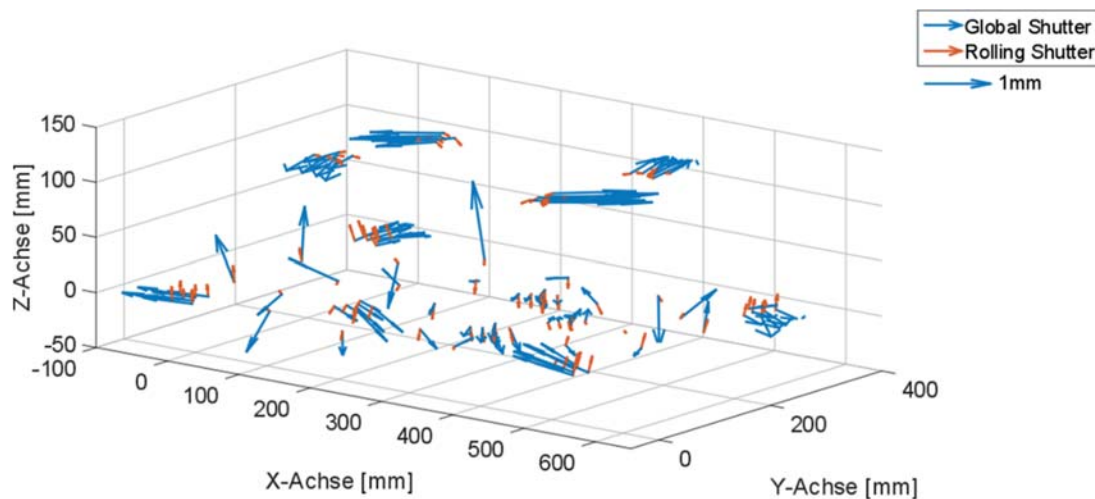 Global Shutter
Rolling Shutter
1mm
150
100
50
0
-50
Z-Achse [mm]
-100
0
100
200
300
400
500
600
X-Achse [mm]
0
200
400
Y-Achse [mm]